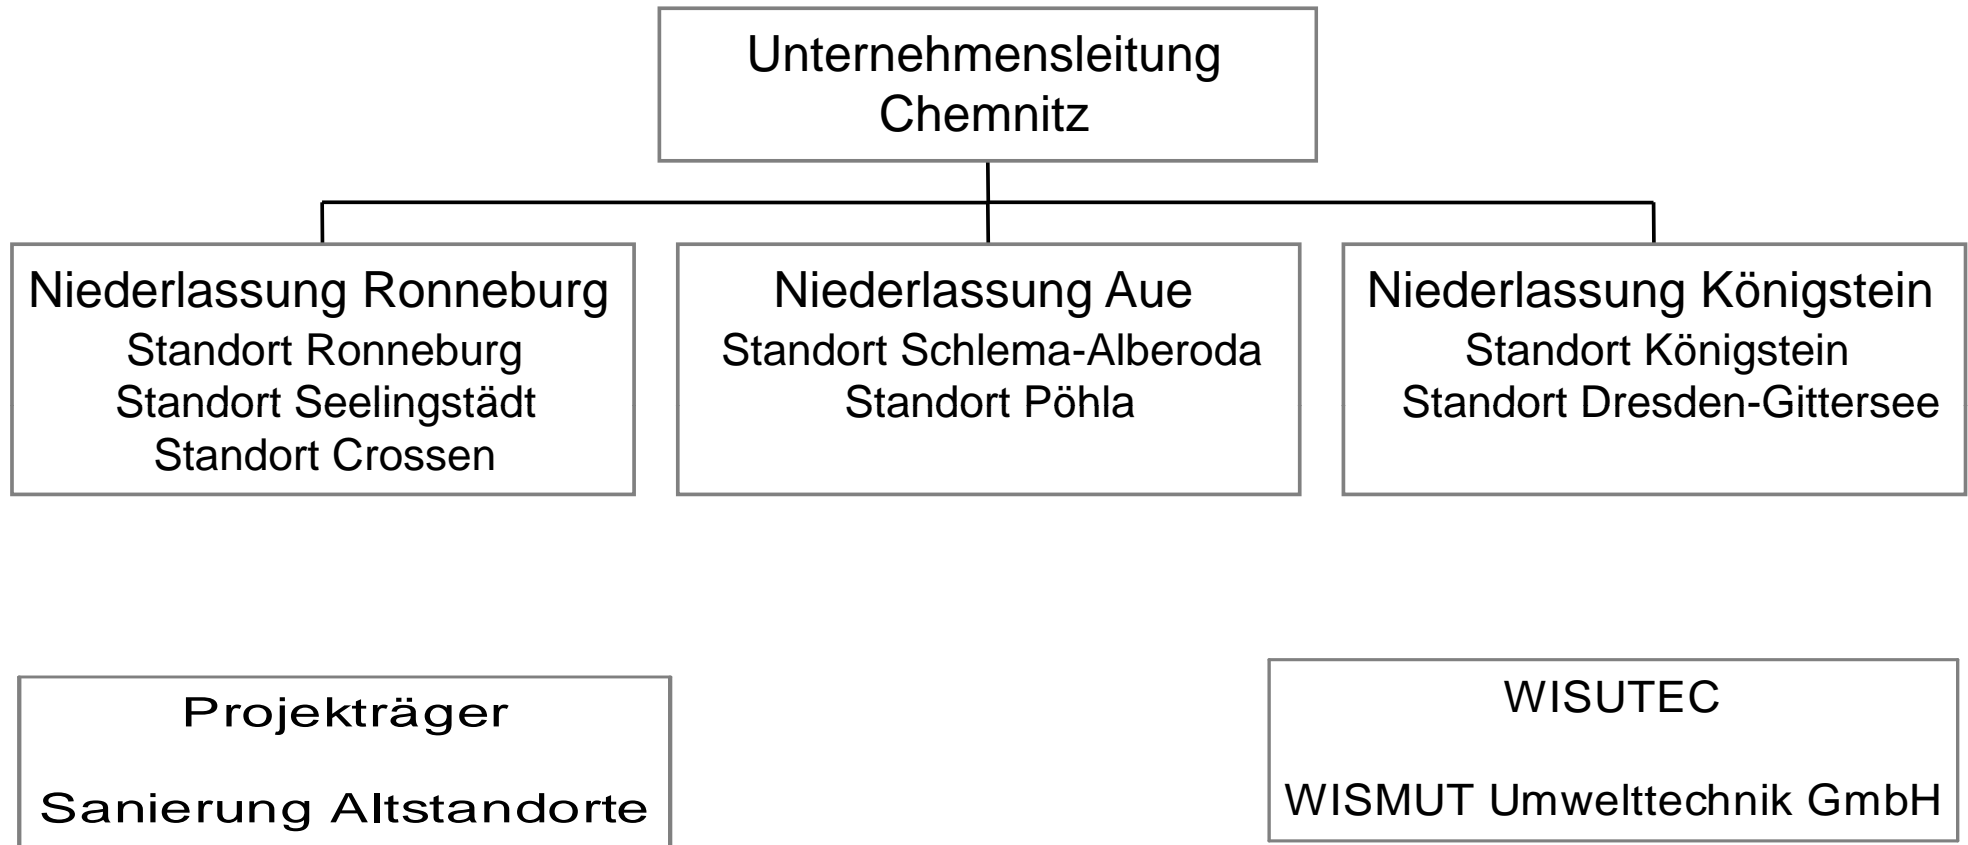 Unternehmensleitung
Chemnitz
Niederlassung Ronneburg
Standort Ronneburg
Standort Seelingstädt
Standort Crossen
Niederlassung Aue
Standort Schlema-Alberoda
Standort Pöhla
Niederlassung Königstein
Standort Königstein
Standort Dresden-Gittersee
Projekträger
Sanierung Altstandorte
WISUTEC
WISMUT Umwelttechnik GmbH